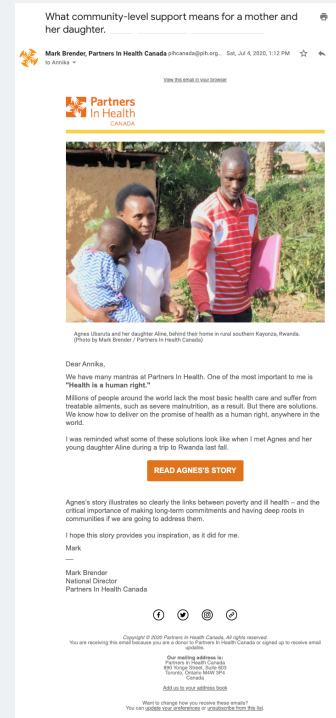 What community-level support means for a mother and
her daughter.
Mark Brender, Partners In Health Canada pihcanada@pih.org.. Sat, Jul 4, 2020, 1:12 PM
to Annika
View this email in your browser
Partners
In Health
CANADA
Agnes Ubaruta and her daughter Aline, behind their home in rural southern Kayonza, Rwanda.
(Photo by Mark Brender / Partners In Health Canada)
Dear Annika,
We have many mantras at Partners In Health. One of the most important to me is
"Health is a human right."
Millions of people around the world lack the most basic health care and suffer from
treatable ailments, such as severe malnutrition, as a result. But there are solutions.
We know how to deliver on the promise of health as a human right, anywhere in the
world.
I was reminded what some of these solutions look like when I met Agnes and her
young daughter Aline during a trip to Rwanda last fall.
READ AGNES'S STORY
Agnes's story illustrates so clearly the links between poverty and ill health – and the
critical importance of making long-term commitments and having deep roots in
communities if we are going to address them.
I hope this story provides you inspiration, as it did for me.
Mark
—
Mark Brender
National Director
Partners In Health Canada
Copyright © 2020 Partners in Health Canada, All rights reserved.
You are receiving this email because you are a donor to Partners In Health Canada or signed up to receive email
updates.
Our mailing address is:
Partners in Health Canada
890 Yonge Street, Suite 603
Toronto, Ontario M4W 3P4
Canada
Add us to your address book
Want to change how you receive these emails?
You can update your preferences or unsubscribe from this list.